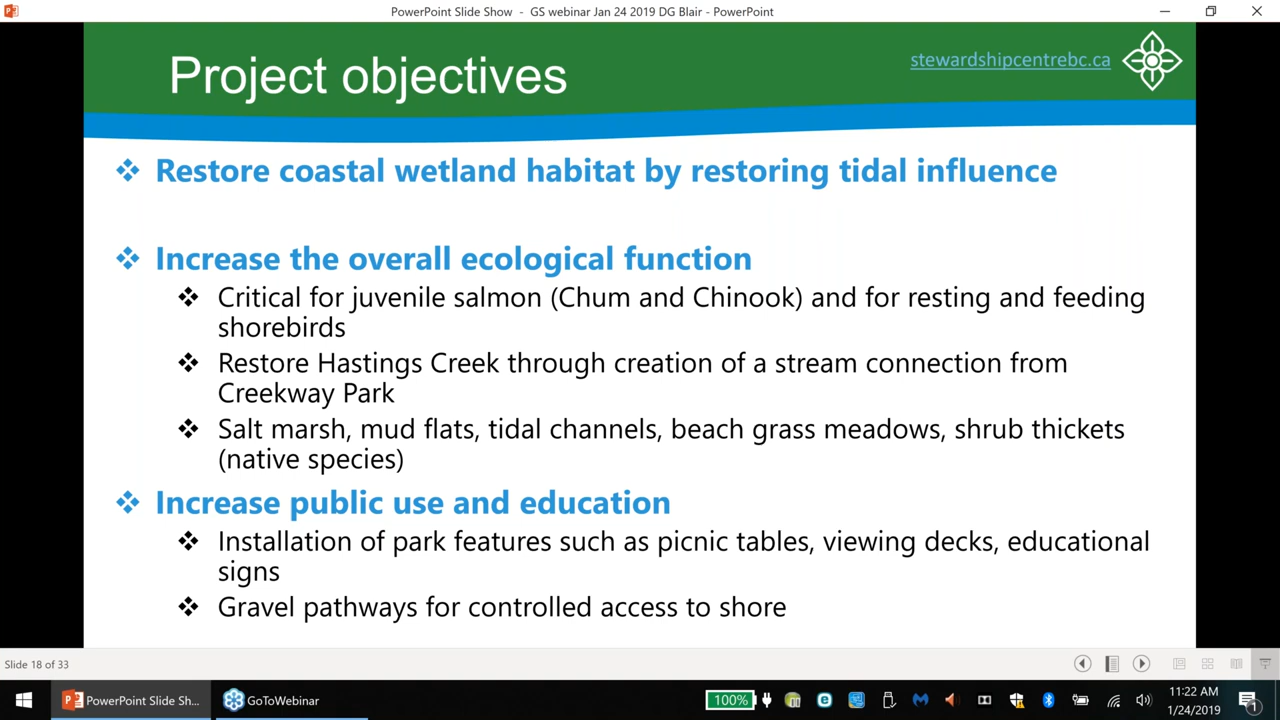 PowerPoint Slide Show - GS webinar Jan 24 2019 DG Blair - PowerPoint
Project objectives
stewardshipcentrebc.ca
Restore coastal wetland habitat by restoring tidal influence
Increase the overall ecological function
Critical for juvenile salmon (Chum and Chinook) and for resting and feeding
shorebirds
Restore Hastings Creek through creation of a stream connection from
Creekway Park
Salt marsh, mud flats, tidal channels, beach grass meadows, shrub thickets
(native species)
Increase public use and education
Installation of park features such as picnic tables, viewing decks, educational
signs
Gravel pathways for controlled access to shore
Slide 18 of 33
PowerPoint Slide Sh...
GoToWebinar
100%
11:22 AM
1/24/2019
1